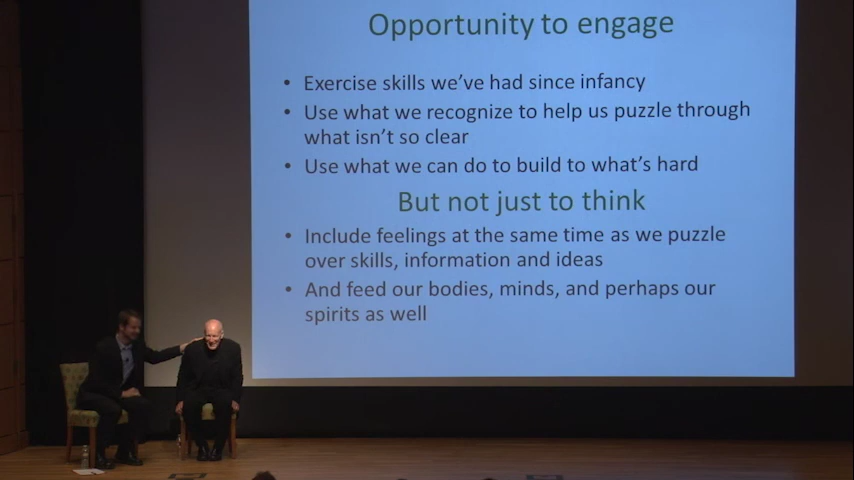 Opportunity to engage
• Exercise skills we've had since infancy
• Use what we recognize to help us puzzle through
what isn't so clear
• Use what we can do to build to what's hard
But not just to think
• Include feelings at the same time as we puzzle
over skills, information and ideas
• And feed our bodies, minds, and perhaps our
spirits as well